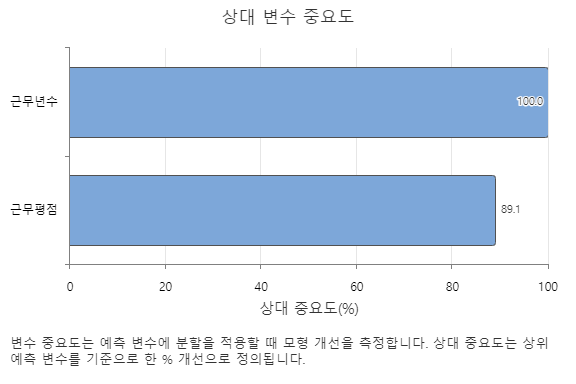 상대 변수 중요도
근무년수
100.0
근무평점
89.1
0 20 40 60 80 100
상대 중요도(%)
변수 중요도는 예측 변수에 분할을 적용할 때 모형 개선을 측정합니다. 상대 중요도는 상위
예측 변수를 기준으로 한 % 개선으로 정의됩니다.